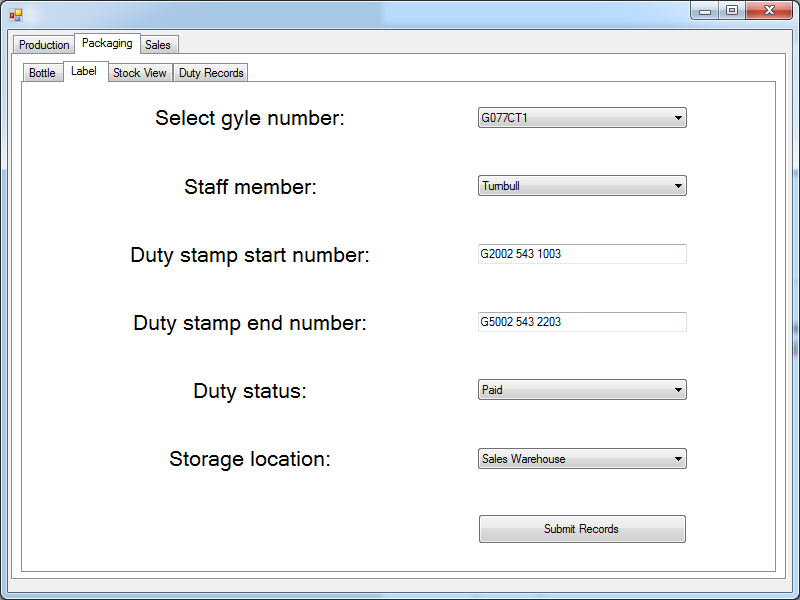 Production Packaging Sales
Bottle Label Stock View Duty Records
Select gyle number: G077CT1
Staff member: Turnbull
Duty stamp start number: G2002 543 1003
Duty stamp end number: G5002 543 2203
Duty status: Paid
Storage location: Sales Warehouse
Submit Records